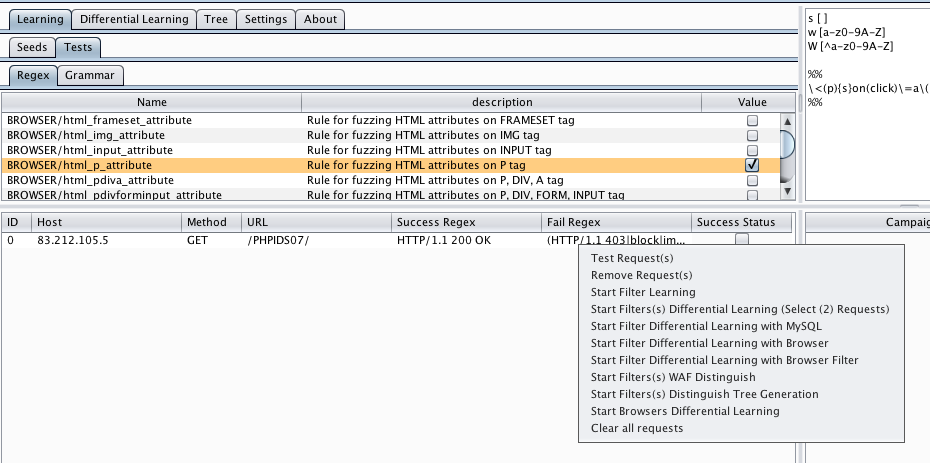 Learning Differential Learning Tree Settings About
Seeds Tests
Regex Grammar
Name description Value
BROWSER/html_frameset_attribute Rule for fuzzing HTML attributes on FRAMESET tag
BROWSER/html_img_attribute Rule for fuzzing HTML attributes on IMG tag
BROWSER/html_input_attribute Rule for fuzzing HTML attributes on INPUT tag
BROWSER/html_p_attribute Rule for fuzzing HTML attributes on P tag
BROWSER/html_pdiva_attribute Rule for fuzzing HTML attributes on P, DIV, A tag
BROWSER/html_pdivforminput_attribute Rule for fuzzing HTML attributes on P, DIV, FORM, INPUT tag
s [ ]
w [a-z0-9A-Z]
W [^a-z0-9A-Z]
%%
\<(p){s}on(click)\=a\(
%%
ID Host Method URL Success Regex Fail Regex Success Status
0 83.212.105.5 GET /PHPIDS07/ HTTP/1.1 200 OK (HTTP/1.1 403|block|im...
Campaig
Test Request(s)
Remove Request(s)
Start Filter Learning
Start Filters(s) Differential Learning (Select (2) Requests)
Start Filter Differential Learning with MySQL
Start Filter Differential Learning with Browser
Start Filter Differential Learning with Browser Filter
Start Filters(s) WAF Distinguish
Start Filters(s) Distinguish Tree Generation
Start Browsers Differential Learning
Clear all requests